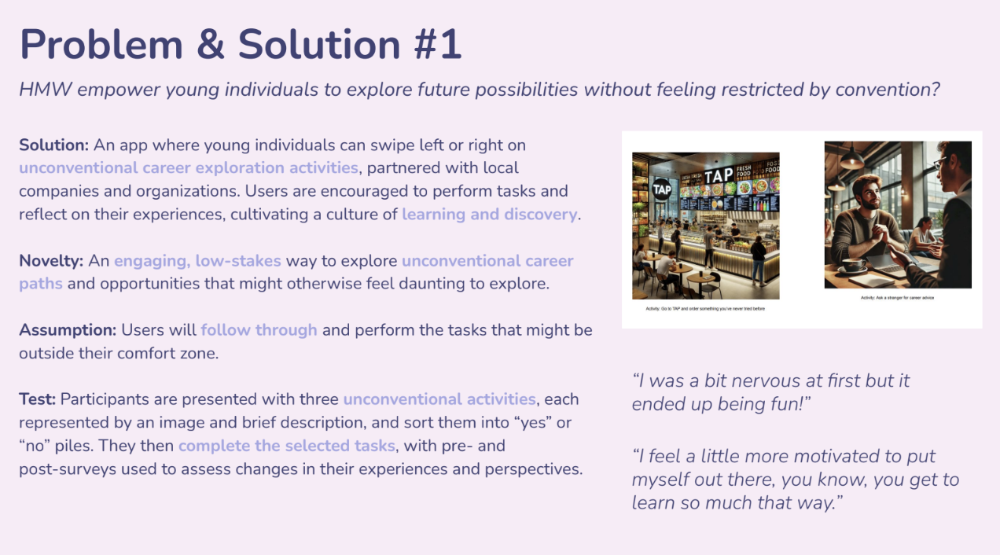 Problem & Solution #1
HMW empower young individuals to explore future possibilities without feeling restricted by convention?
Solution: An app where young individuals can swipe left or right on
unconventional career exploration activities, partnered with local
companies and organizations. Users are encouraged to perform tasks and
reflect on their experiences, cultivating a culture of learning and discovery.
Novelty: An engaging, low-stakes way to explore unconventional career
paths and opportunities that might otherwise feel daunting to explore.
Assumption: Users will follow through and perform the tasks that might be
outside their comfort zone.
Test: Participants are presented with three unconventional activities, each
represented by an image and brief description, and sort them into “yes” or
“no” piles. They then complete the selected tasks, with pre- and
post-surveys used to assess changes in their experiences and perspectives.
TAP
TAP
FRESH
FOOD
Activity: Go to TAP and order something you've never tried before
Activity: Ask a stranger for career advice
“I was a bit nervous at first but it
ended up being fun!”
“I feel a little more motivated to put
myself out there, you know, you get to
learn so much that way.”